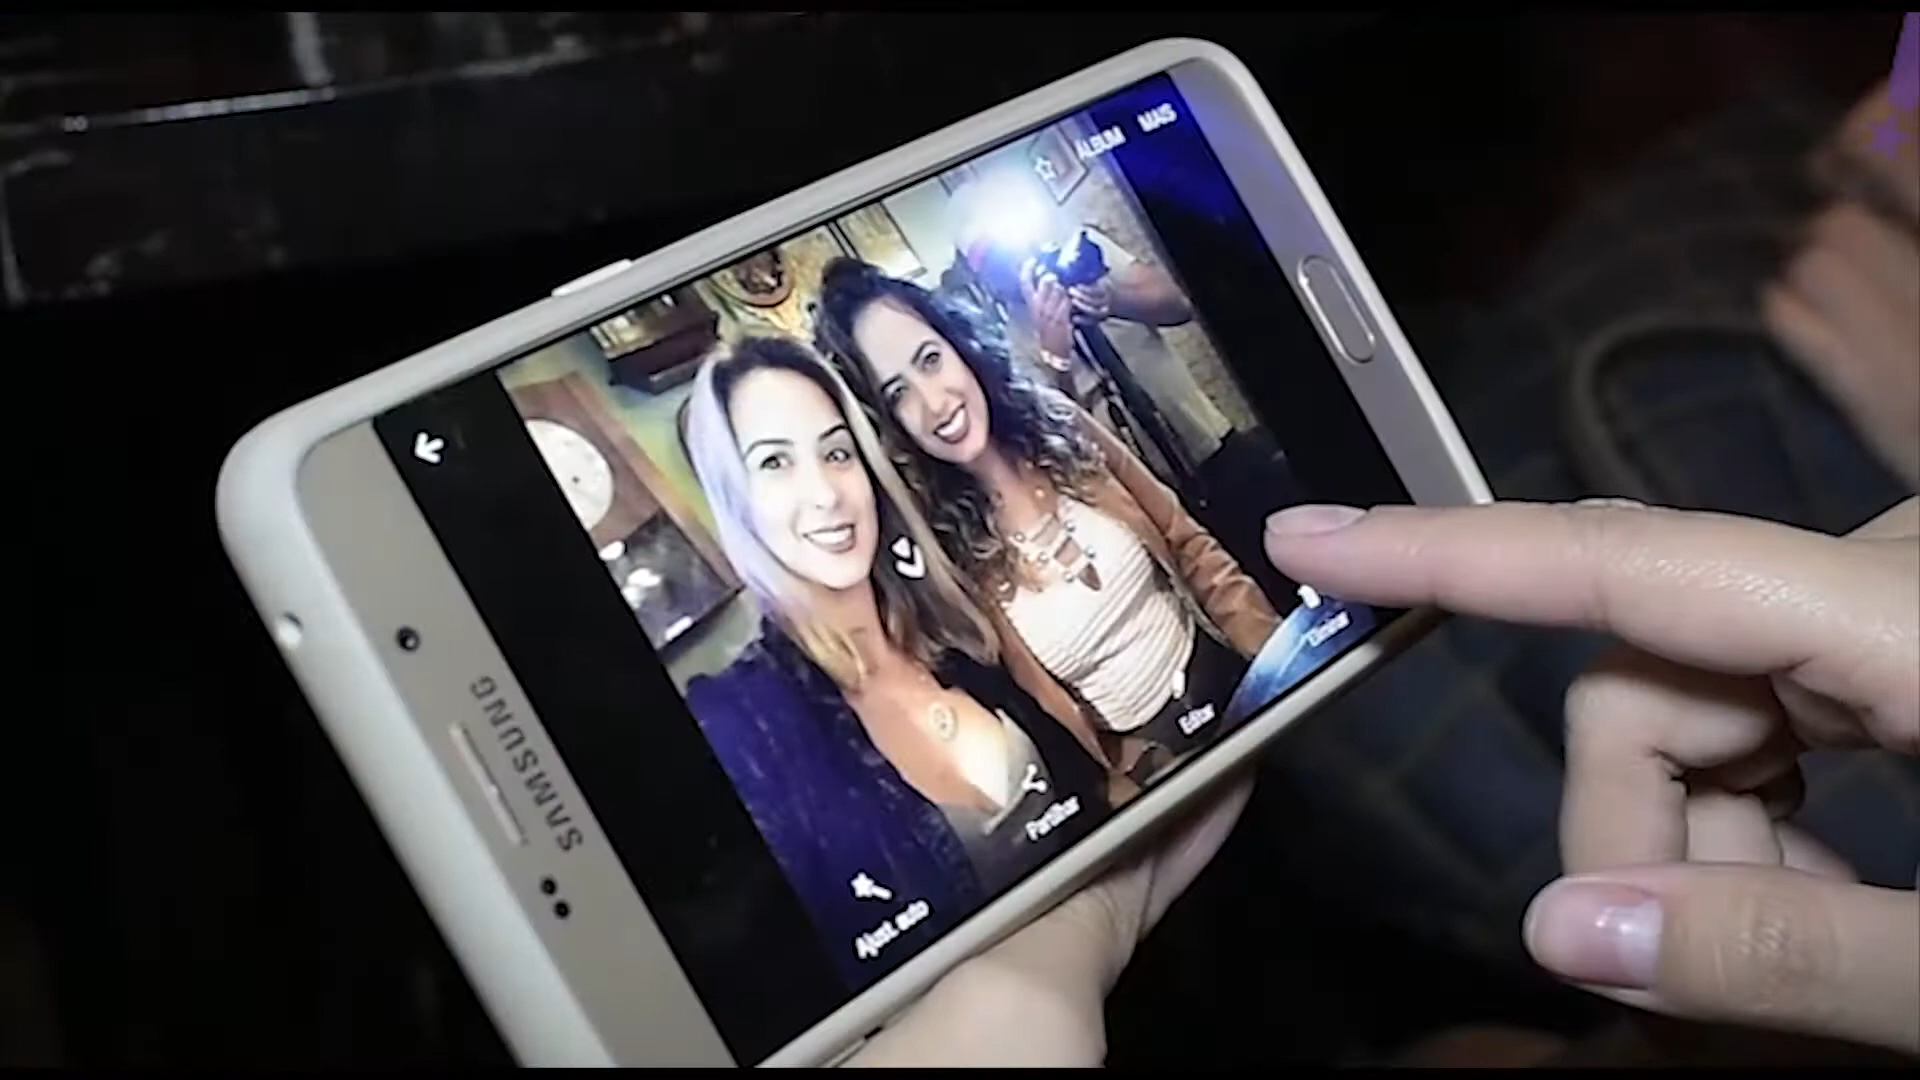 ÁLBUM MAIS
SAMSUNG
Eliminar
Editar
Partilhar
Ajust. auto